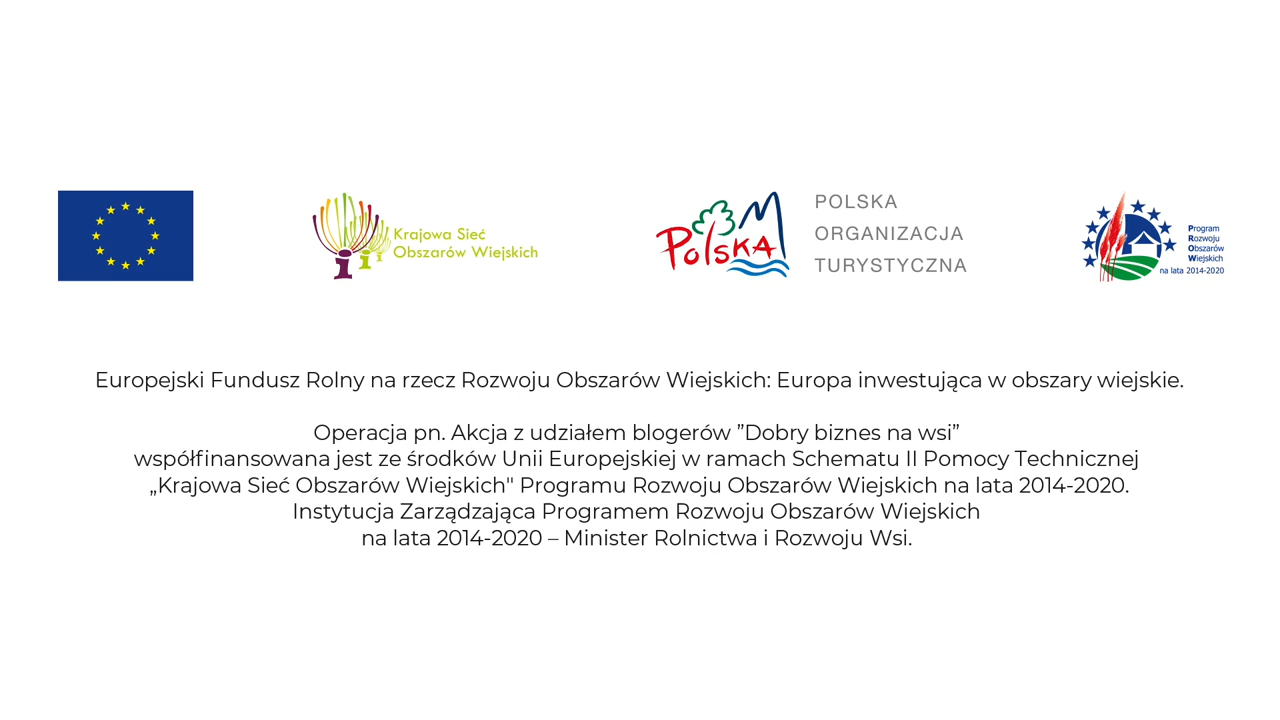 Krajowa Sieć
Obszarów Wiejskich
POLSKA
POLSKA
ORGANIZACJA
TURYSTYCZNA
Program
Rozwoju
Obszarów
Wiejskich
na lata 2014-2020
Europejski Fundusz Rolny na rzecz Rozwoju Obszarów Wiejskich: Europa inwestująca w obszary wiejskie.
Operacja pn. Akcja z udziałem blogerów ”Dobry biznes na wsi”
współfinansowana jest ze środków Unii Europejskiej w ramach Schematu II Pomocy Technicznej
„Krajowa Sieć Obszarów Wiejskich" Programu Rozwoju Obszarów Wiejskich na lata 2014-2020.
Instytucja Zarządzająca Programem Rozwoju Obszarów Wiejskich
na lata 2014-2020 – Minister Rolnictwa i Rozwoju Wsi.